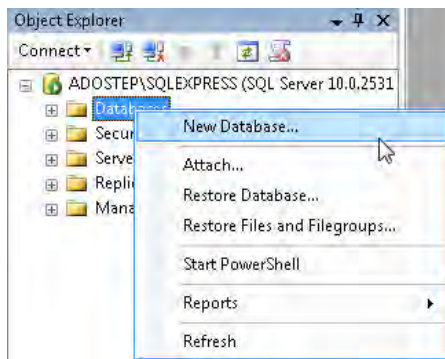 Object Explorer
Connect
ADOSTEP\SQLEXPRESS (SQL Server 10.0.2531
Databases
New Database...
Secur
Attach...
Serve
Restore Database...
Repli
Restore Files and Filegroups...
Mana
Start PowerShell
Reports
Refresh